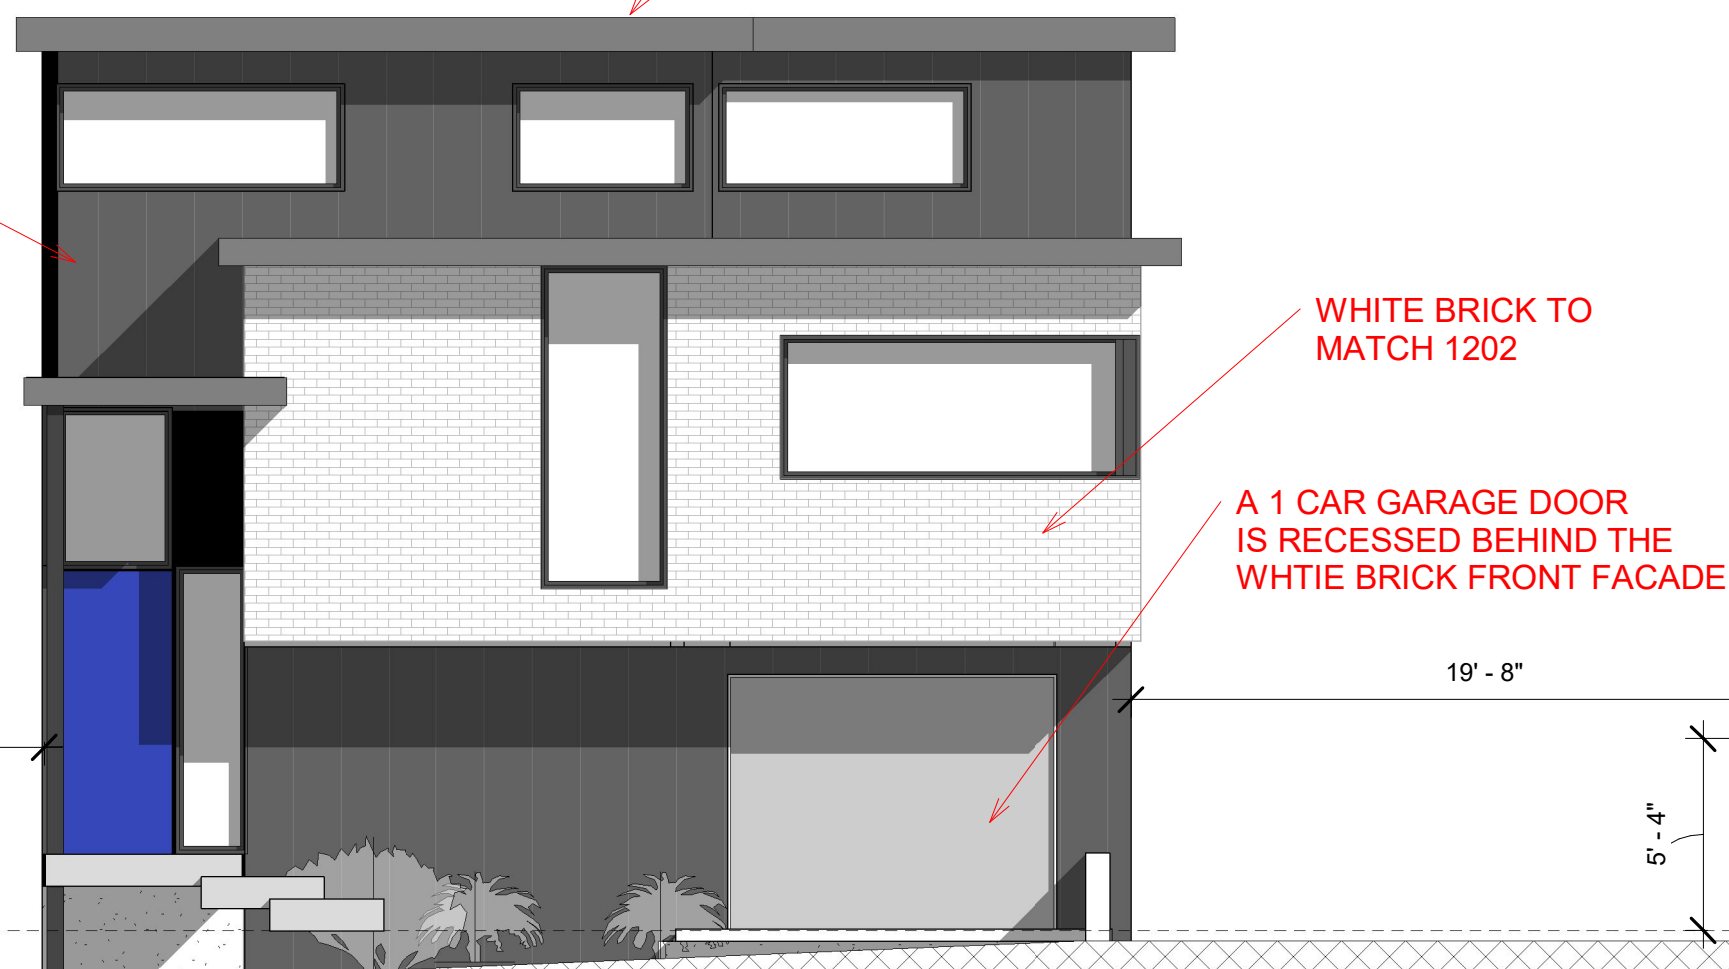 WHITE BRICK TO
MATCH 1202
A 1 CAR GARAGE DOOR
IS RECESSED BEHIND THE
WHTIE BRICK FRONT FACADE
19' - 8"
5' - 4"